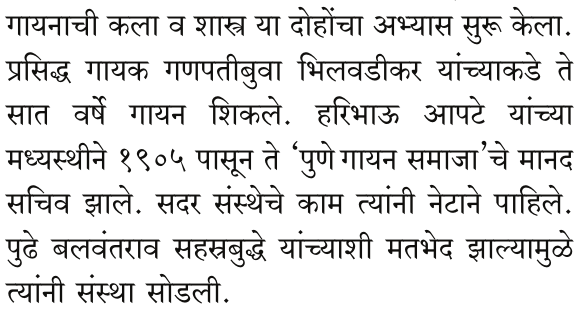 गायनाची कला व शास्त्र या दोहोंचा अभ्यास सुरू केला.
प्रसिद्ध गायक गणपतीबुवा भिलवडीकर यांच्याकडे ते
सात वर्षे गायन शिकले. हरिभाऊ आपटे यांच्या
मध्यस्थीने १९०५ पासून ते ‘पुणे गायन समाजा’चे मानद
सचिव झाले. सदर संस्थेचे काम त्यांनी नेटाने पाहिले.
पुढे बलवंतराव सहस्रबुद्धे यांच्याशी मतभेद झाल्यामुळे
त्यांनी संस्था सोडली.